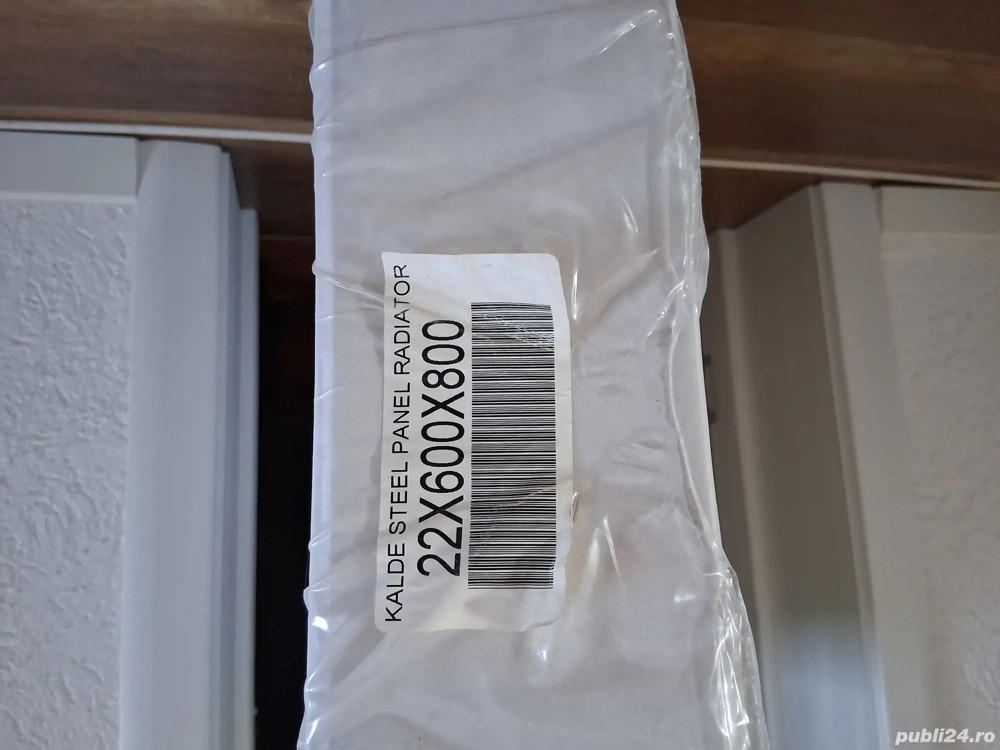 KALDE STEEL PANEL RADIATOR
22X600X800
publi24.ro